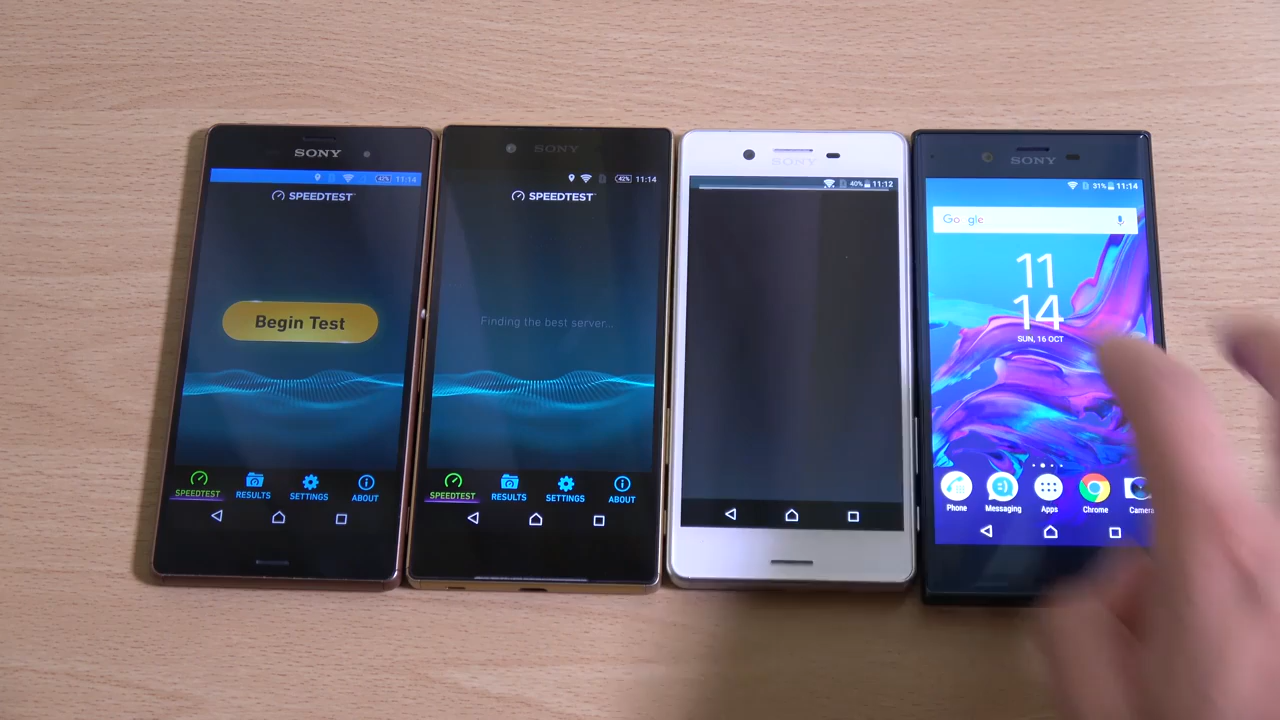 SONY
42% 11:14
SPEEDTEST
Begin Test
SPEEDTEST RESULTS SETTINGS ABOUT
SONY
42% 11:14
SPEEDTEST
Finding the best server...
SPEEDTEST RESULTS SETTINGS ABOUT
SONY
40% 11:12
SONY
31% 11:14
Google
11
14
SUN, 16 OCT
Phone Messaging Apps Chrome Camera